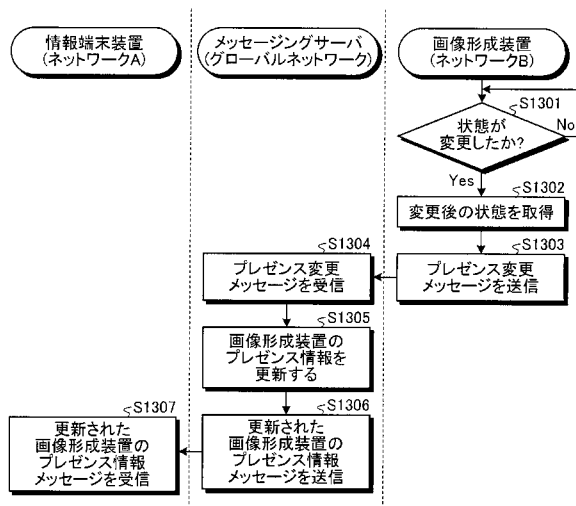 情報端末装置
(ネットワークA)
メッセージングサーバ
(グローバルネットワーク)
画像形成装置
(ネットワークB)
S1301
状態が
変更したか?
No
Yes
S1302
変更後の状態を取得
S1303
プレゼンス変更
メッセージを送信
S1304
プレゼンス変更
メッセージを受信
S1305
画像形成装置の
プレゼンス情報を
更新する
S1306
更新された
画像形成装置の
プレゼンス情報
メッセージを送信
S1307
更新された
画像形成装置の
プレゼンス情報
メッセージを受信